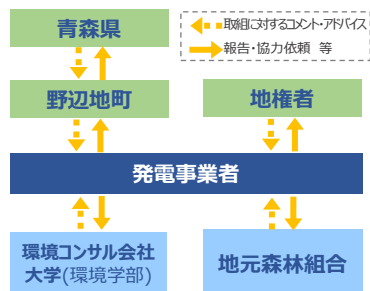 青森県
取組に対するコメント・アドバイス
報告・協力依頼 等
野辺地町
地権者
発電事業者
環境コンサル会社
大学(環境学部)
地元森林組合